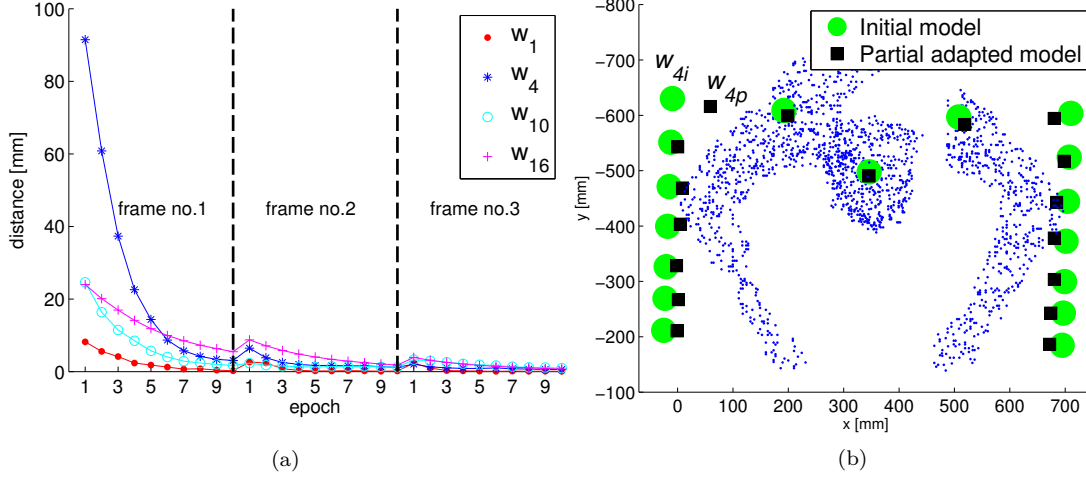 100
80
60
40
20
0
distance [mm]
w1
w4
w10
w16
frame no.1
frame no.2
frame no.3
1 3 5 7 9 1 3 5 7 9 1 3 5 7 9
epoch
(a)
−800
−700
−600
−500
−400
−300
−200
−100
y [mm]
Initial model
Partial adapted model
w4i
w4p
0 100 200 300 400 500 600 700
x [mm]
(b)